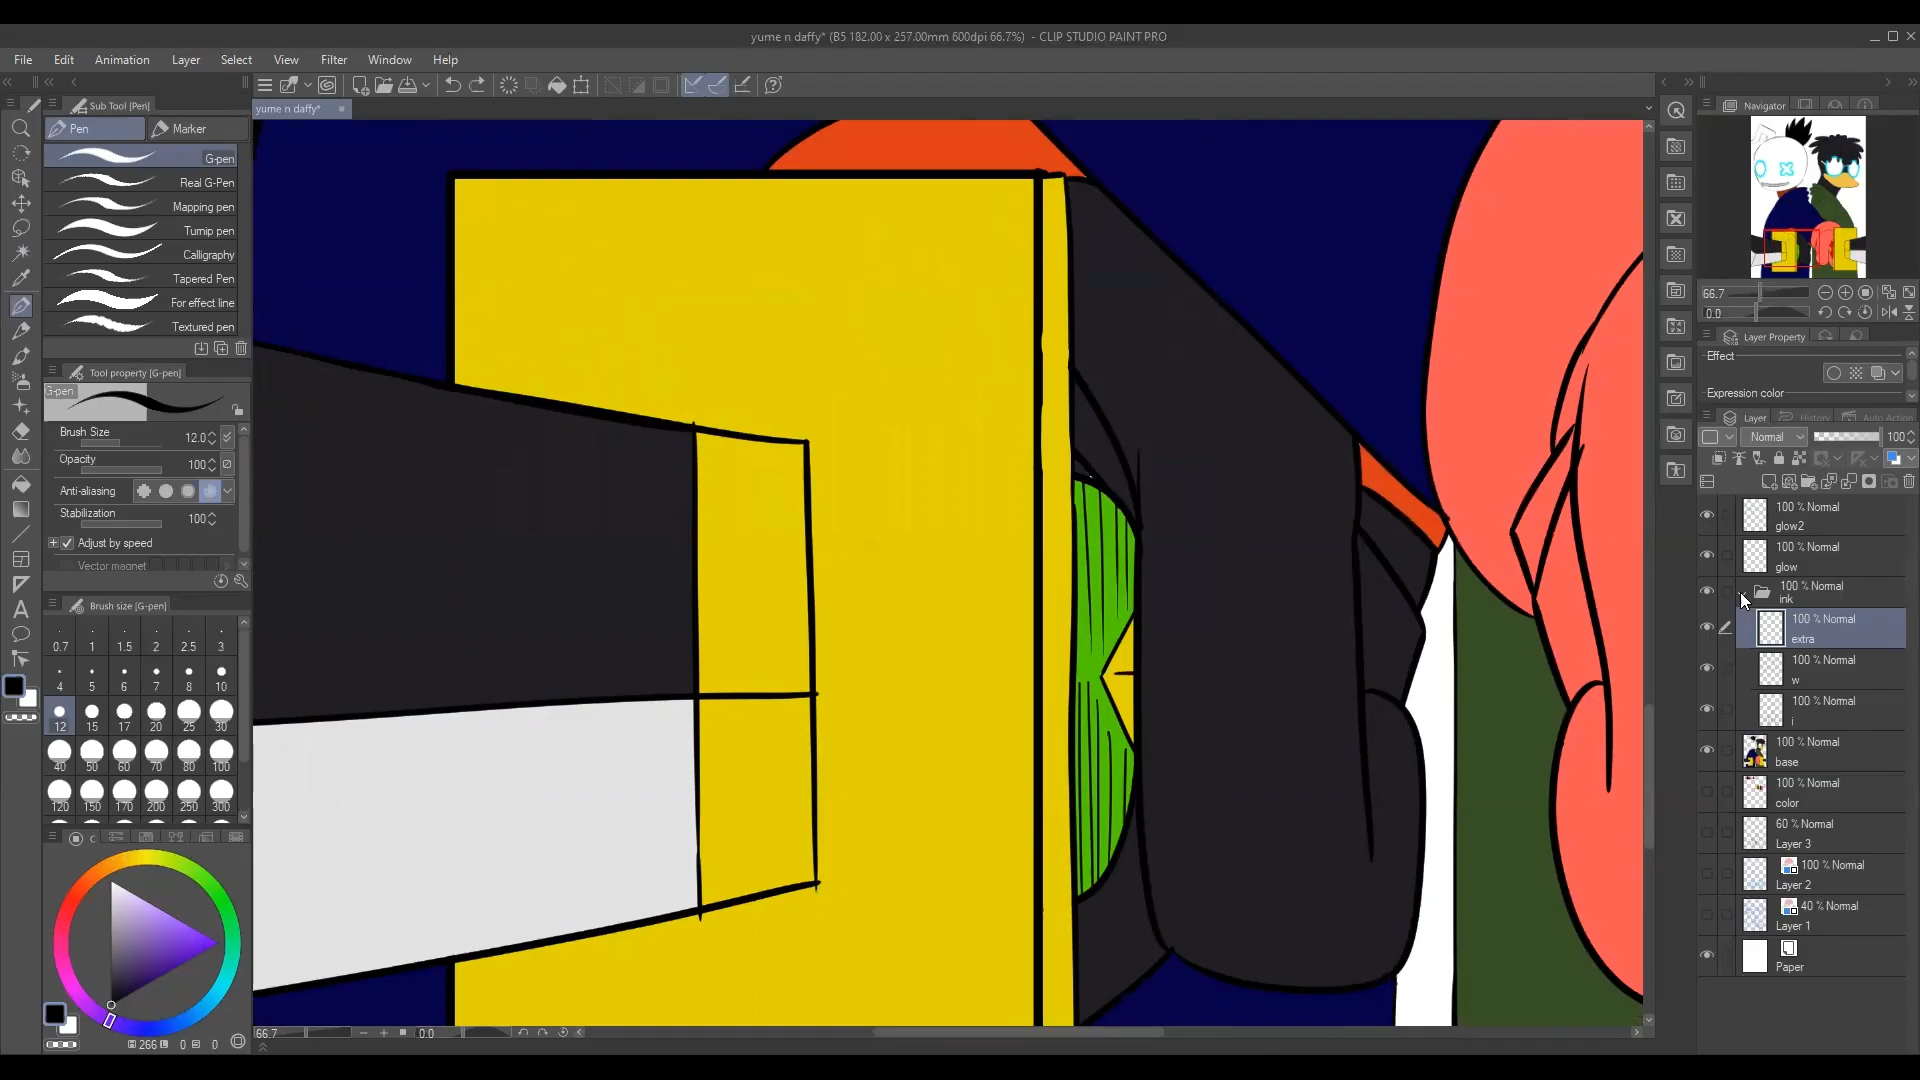 yume n daffy* (B5 182.00 x 257.00mm 600dpi 66.7%) - CLIP STUDIO PAINT PRO
File Edit Animation Layer Select View Filter Window Help
Sub Tool [Pen]
yume n daffy*
Navigator
Pen Marker
G-pen
Real G-Pen
Mapping pen
Turnip pen
Calligraphy
Tapered Pen
For effect line
Textured pen
Tool property [G-pen]
G-pen
Brush Size 12.0
Opacity 100
Anti-aliasing
Stabilization 100
Adjust by speed
Vector magnet
Brush size [G-pen]
0.7 1 1.5 2 2.5 3
4 5 6 7 8 10
12 15 17 20 25 30
40 50 60 70 80 100
120 150 170 200 250 300
266 L 0 S 0
66.7 0.0
66.7
0.0
Layer Property
Effect
Expression color
Layer History Auto Action
Normal 100
100 % Normal
glow2
100 % Normal
glow
100 % Normal
ink
100 % Normal
extra
100 % Normal
w
100 % Normal
i
100 % Normal
base
100 % Normal
color
60 % Normal
Layer 3
100 % Normal
Layer 2
40 % Normal
Layer 1
Paper